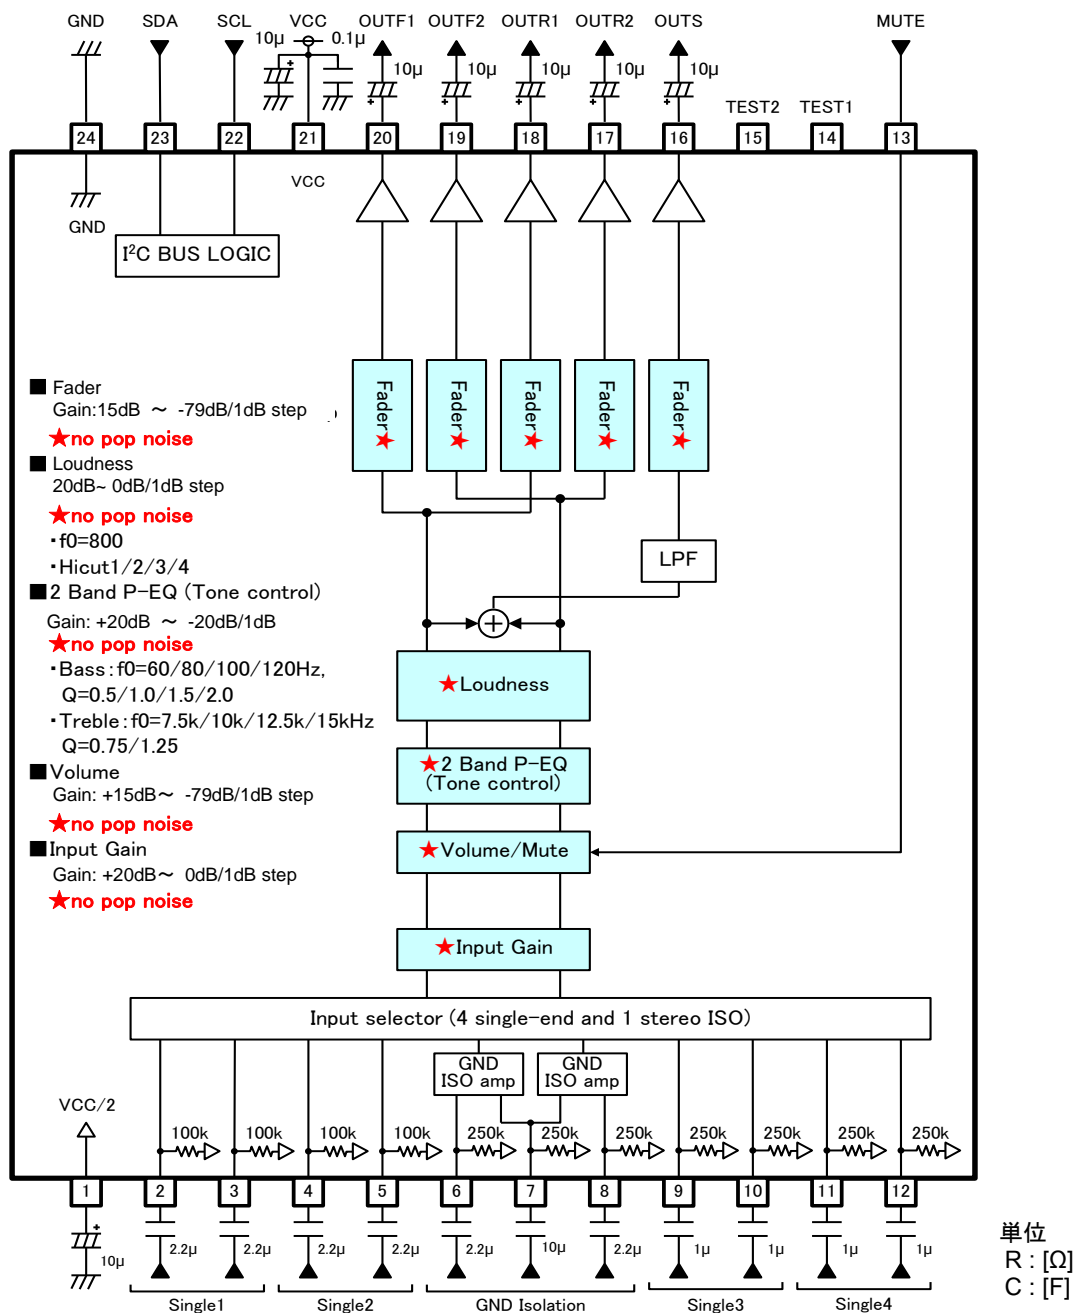 GND SDA SCL VCC OUTF1 OUTF2 OUTR1 OUTR2 OUTS MUTE
10μ 0.1μ 10μ 10μ 10μ 10μ 10μ
TEST2 TEST1
24 23 22 21 20 19 18 17 16 15 14 13
VCC
GND
I²C BUS LOGIC
■ Fader
Gain:15dB ～ -79dB/1dB step
★no pop noise
■ Loudness
20dB~ 0dB/1dB step
★no pop noise
・f0=800
・Hicut1/2/3/4
■2 Band P-EQ (Tone control)
Gain: +20dB ～ -20dB/1dB
★no pop noise
・Bass:f0=60/80/100/120Hz,
Q=0.5/1.0/1.5/2.0
・Treble:f0=7.5k/10k/12.5k/15kHz
Q=0.75/1.25
■Volume
Gain: +15dB～ -79dB/1dB step
★no pop noise
■Input Gain
Gain: +20dB～ 0dB/1dB step
★no pop noise
Fader★
Fader★
Fader★
Fader★
Fader★
LPF
★Loudness
★2 Band P-EQ
(Tone control)
★Volume/Mute
★Input Gain
Input selector (4 single-end and 1 stereo ISO)
GND
ISO amp
GND
ISO amp
VCC/2
100k 100k 100k 100k 250k 250k 250k 250k 250k 250k 250k
1 2 3 4 5 6 7 8 9 10 11 12
10μ 2.2μ 2.2μ 2.2μ 2.2μ 2.2μ 10μ 2.2μ 1μ 1μ 1μ 1μ
Single1 Single2 GND Isolation Single3 Single4
単位
R : [Ω]
C : [F]